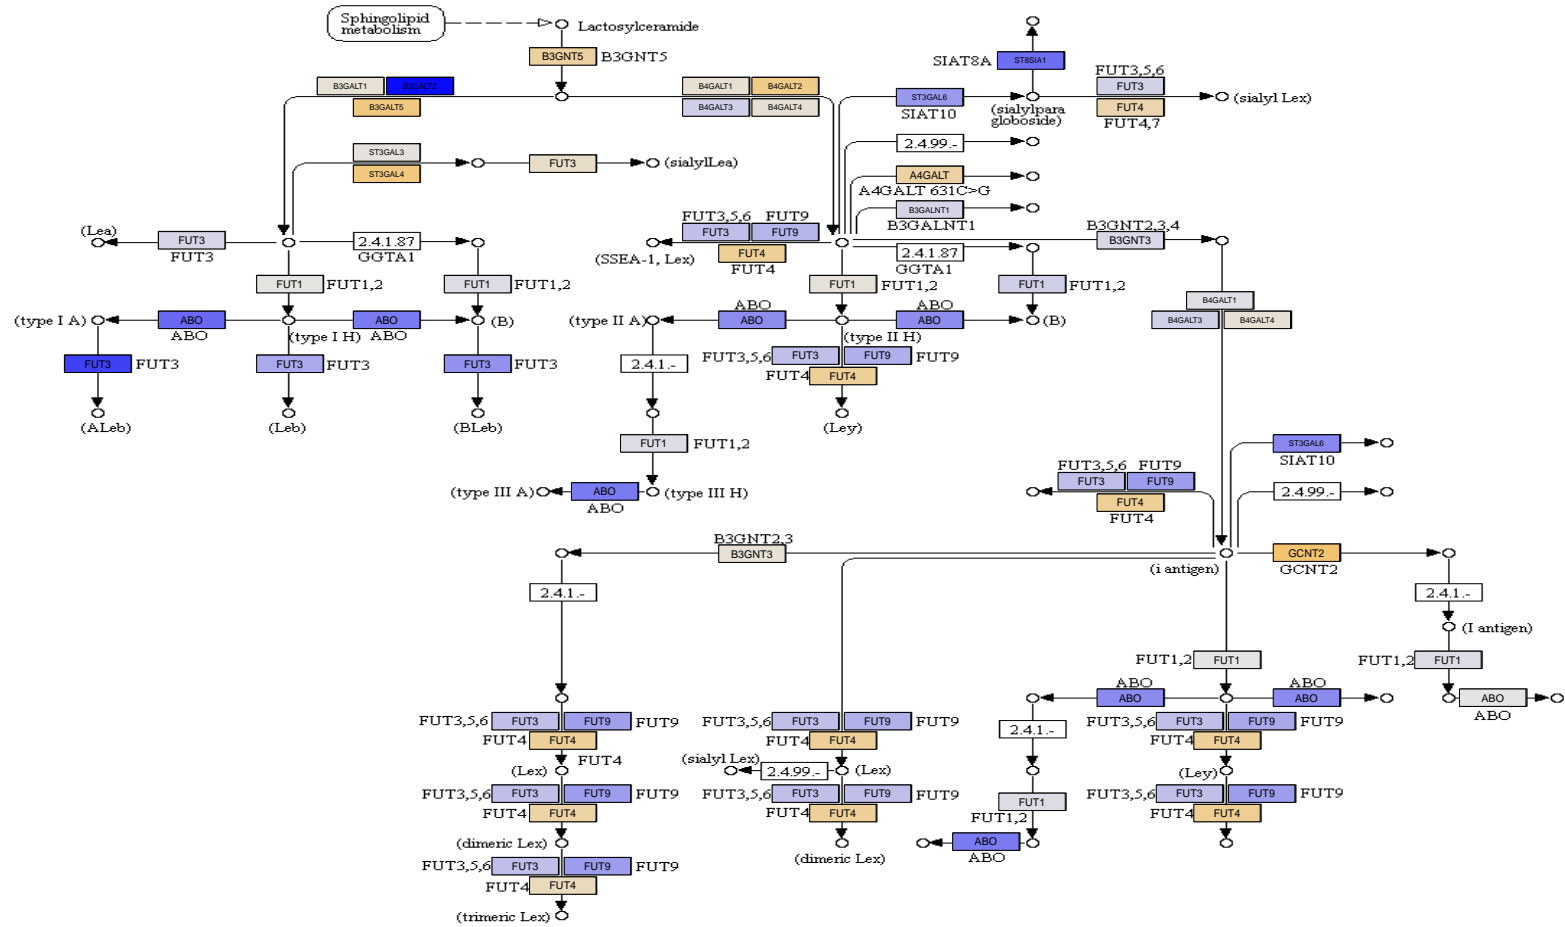 Sphingolipid
metabolism
Lactosylceramide
B3GNT5 B3GNT5
SIAT8A ST8SIA1
B3GALT1 B3GALT2
B3GALT5
B4GALT1 B4GALT2
B4GALT3 B4GALT4
ST3GAL6
SIAT10
(sialylpara
globoside)
FUT3,5,6
FUT3
FUT4
FUT4,7
(sialyl Lex)
2.4.99.-
ST3GAL3
ST3GAL4
FUT3
(sialylLea)
A4GALT
A4GALT 631C>G
B3GALNT1
B3GALNT1
(Lea)
FUT3
FUT3
2.4.1.87
GGTA1
FUT3,5,6 FUT9
FUT3 FUT9
FUT4
FUT4
(SSEA-1, Lex)
2.4.1.87
GGTA1
B3GNT2,3,4
B3GNT3
FUT1 FUT1,2
FUT1 FUT1,2
FUT1 FUT1,2
FUT1 FUT1,2
B4GALT1
B4GALT3 B4GALT4
(type I A)
ABO
ABO
(type I H)
ABO
ABO
(B)
(type II A)
ABO
ABO
(type II H)
ABO
ABO
(B)
FUT3 FUT3
FUT3 FUT3
FUT3 FUT3
2.4.1.-
FUT3,5,6 FUT3 FUT9 FUT9
FUT4 FUT4
(ALeb)
(Leb)
(BLeb)
(Ley)
FUT1 FUT1,2
ST3GAL6
SIAT10
(type III A)
ABO
ABO
(type III H)
FUT3,5,6 FUT9
FUT3 FUT9
FUT4
FUT4
2.4.99.-
B3GNT2,3
B3GNT3
(i antigen)
GCNT2
GCNT2
2.4.1.-
2.4.1.-
(I antigen)
FUT1,2 FUT1
FUT1,2 FUT1
ABO
ABO
ABO
ABO
ABO
ABO
FUT3,5,6 FUT3 FUT9 FUT9
FUT4 FUT4
FUT4
FUT3,5,6 FUT3 FUT9 FUT9
FUT4 FUT4
2.4.1.-
FUT3,5,6 FUT3 FUT9 FUT9
FUT4 FUT4
(Lex)
(sialyl Lex)
2.4.99.-
(Lex)
(Ley)
FUT3,5,6 FUT3 FUT9 FUT9
FUT4 FUT4
FUT3,5,6 FUT3 FUT9 FUT9
FUT4 FUT4
FUT1
FUT1,2
FUT3,5,6 FUT3 FUT9 FUT9
FUT4 FUT4
(dimeric Lex)
(dimeric Lex)
ABO
ABO
FUT3,5,6 FUT3 FUT9 FUT9
FUT4 FUT4
(trimeric Lex)